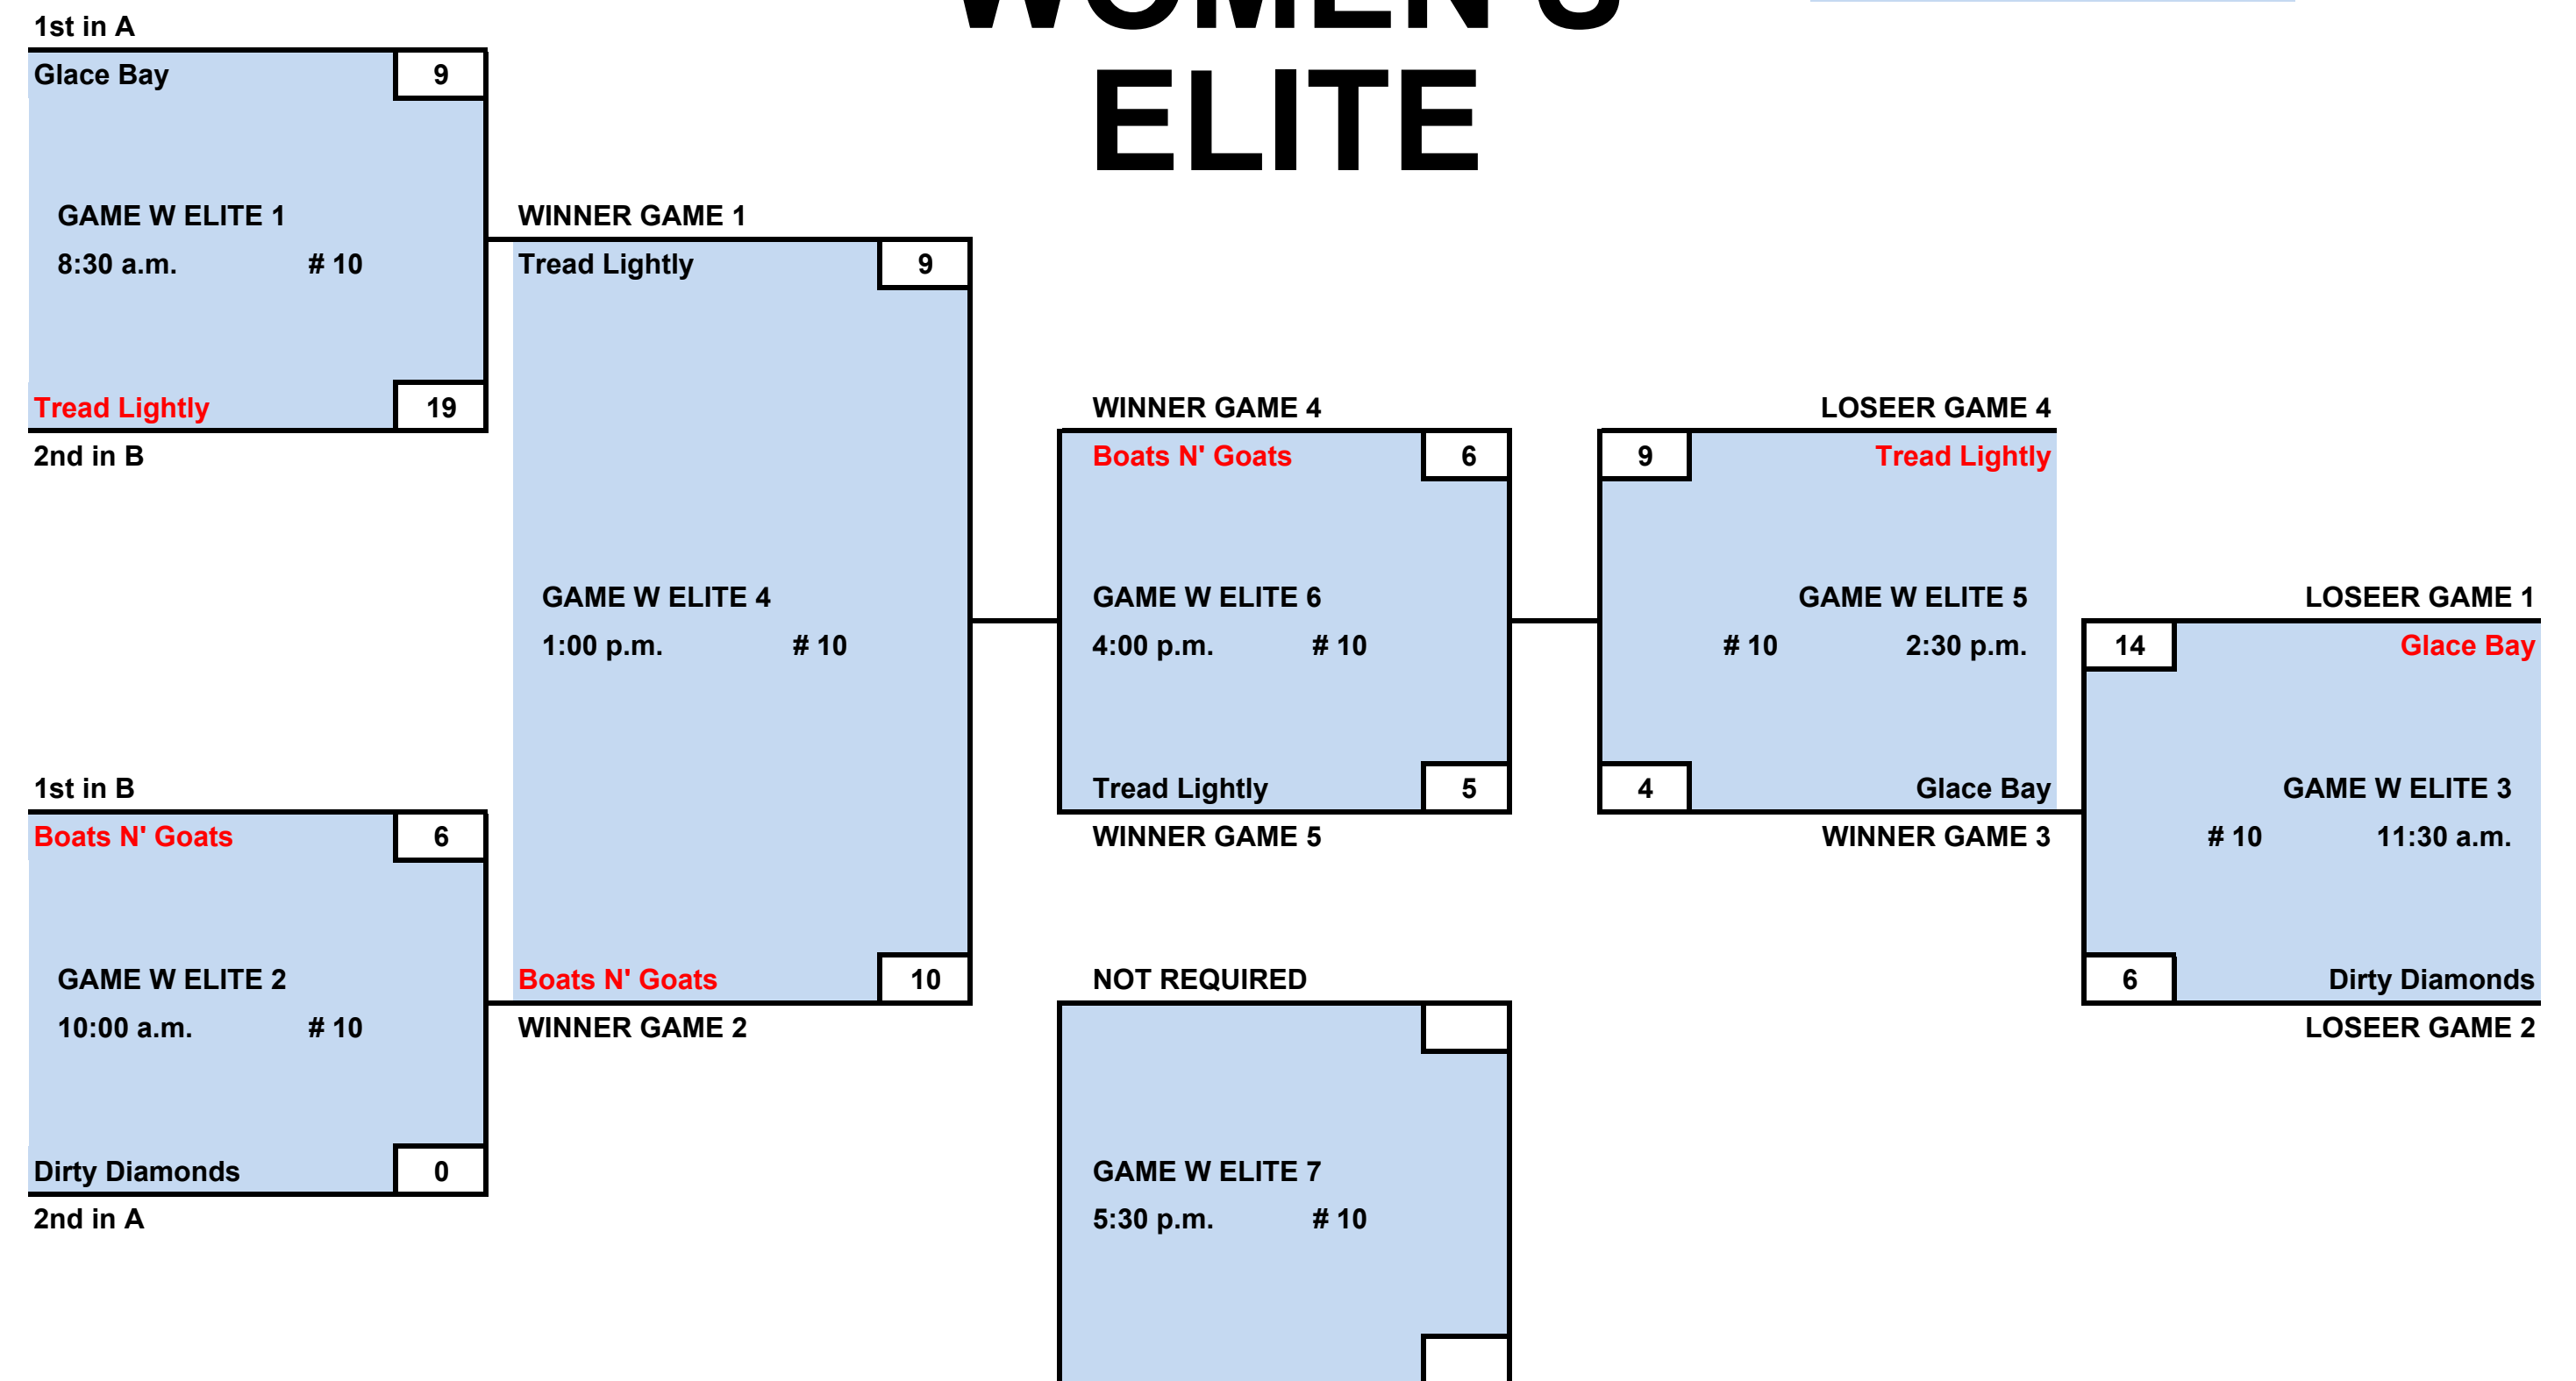 WOMEN'S
ELITE
1st in A
Glace Bay 9
GAME W ELITE 1
8:30 a.m. # 10
Tread Lightly 19
2nd in B
1st in B
Boats N' Goats 6
GAME W ELITE 2
10:00 a.m. # 10
Dirty Diamonds 0
2nd in A
WINNER GAME 1
Tread Lightly 9
GAME W ELITE 4
1:00 p.m. # 10
Boats N' Goats 10
WINNER GAME 2
WINNER GAME 4
Boats N' Goats 6
GAME W ELITE 6
4:00 p.m. # 10
Tread Lightly 5
WINNER GAME 5
NOT REQUIRED
GAME W ELITE 7
5:30 p.m. # 10
LOSEER GAME 4
9 Tread Lightly
GAME W ELITE 5
# 10 2:30 p.m.
4 Glace Bay
WINNER GAME 3
LOSEER GAME 1
14 Glace Bay
GAME W ELITE 3
# 10 11:30 a.m.
6 Dirty Diamonds
LOSEER GAME 2